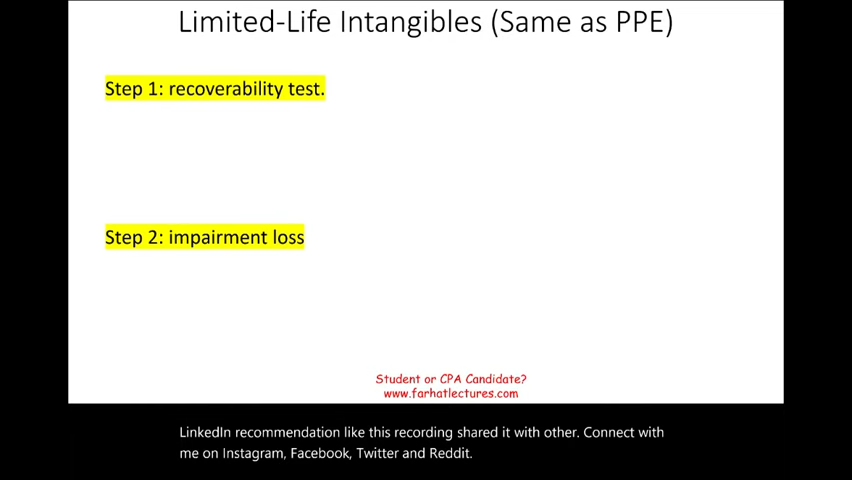 Limited-Life Intangibles (Same as PPE)
Step 1: recoverability test.
Step 2: impairment loss
Student or CPA Candidate?
www.farhatlectures.com
LinkedIn recommendation like this recording shared it with other. Connect with
me on Instagram, Facebook, Twitter and Reddit.